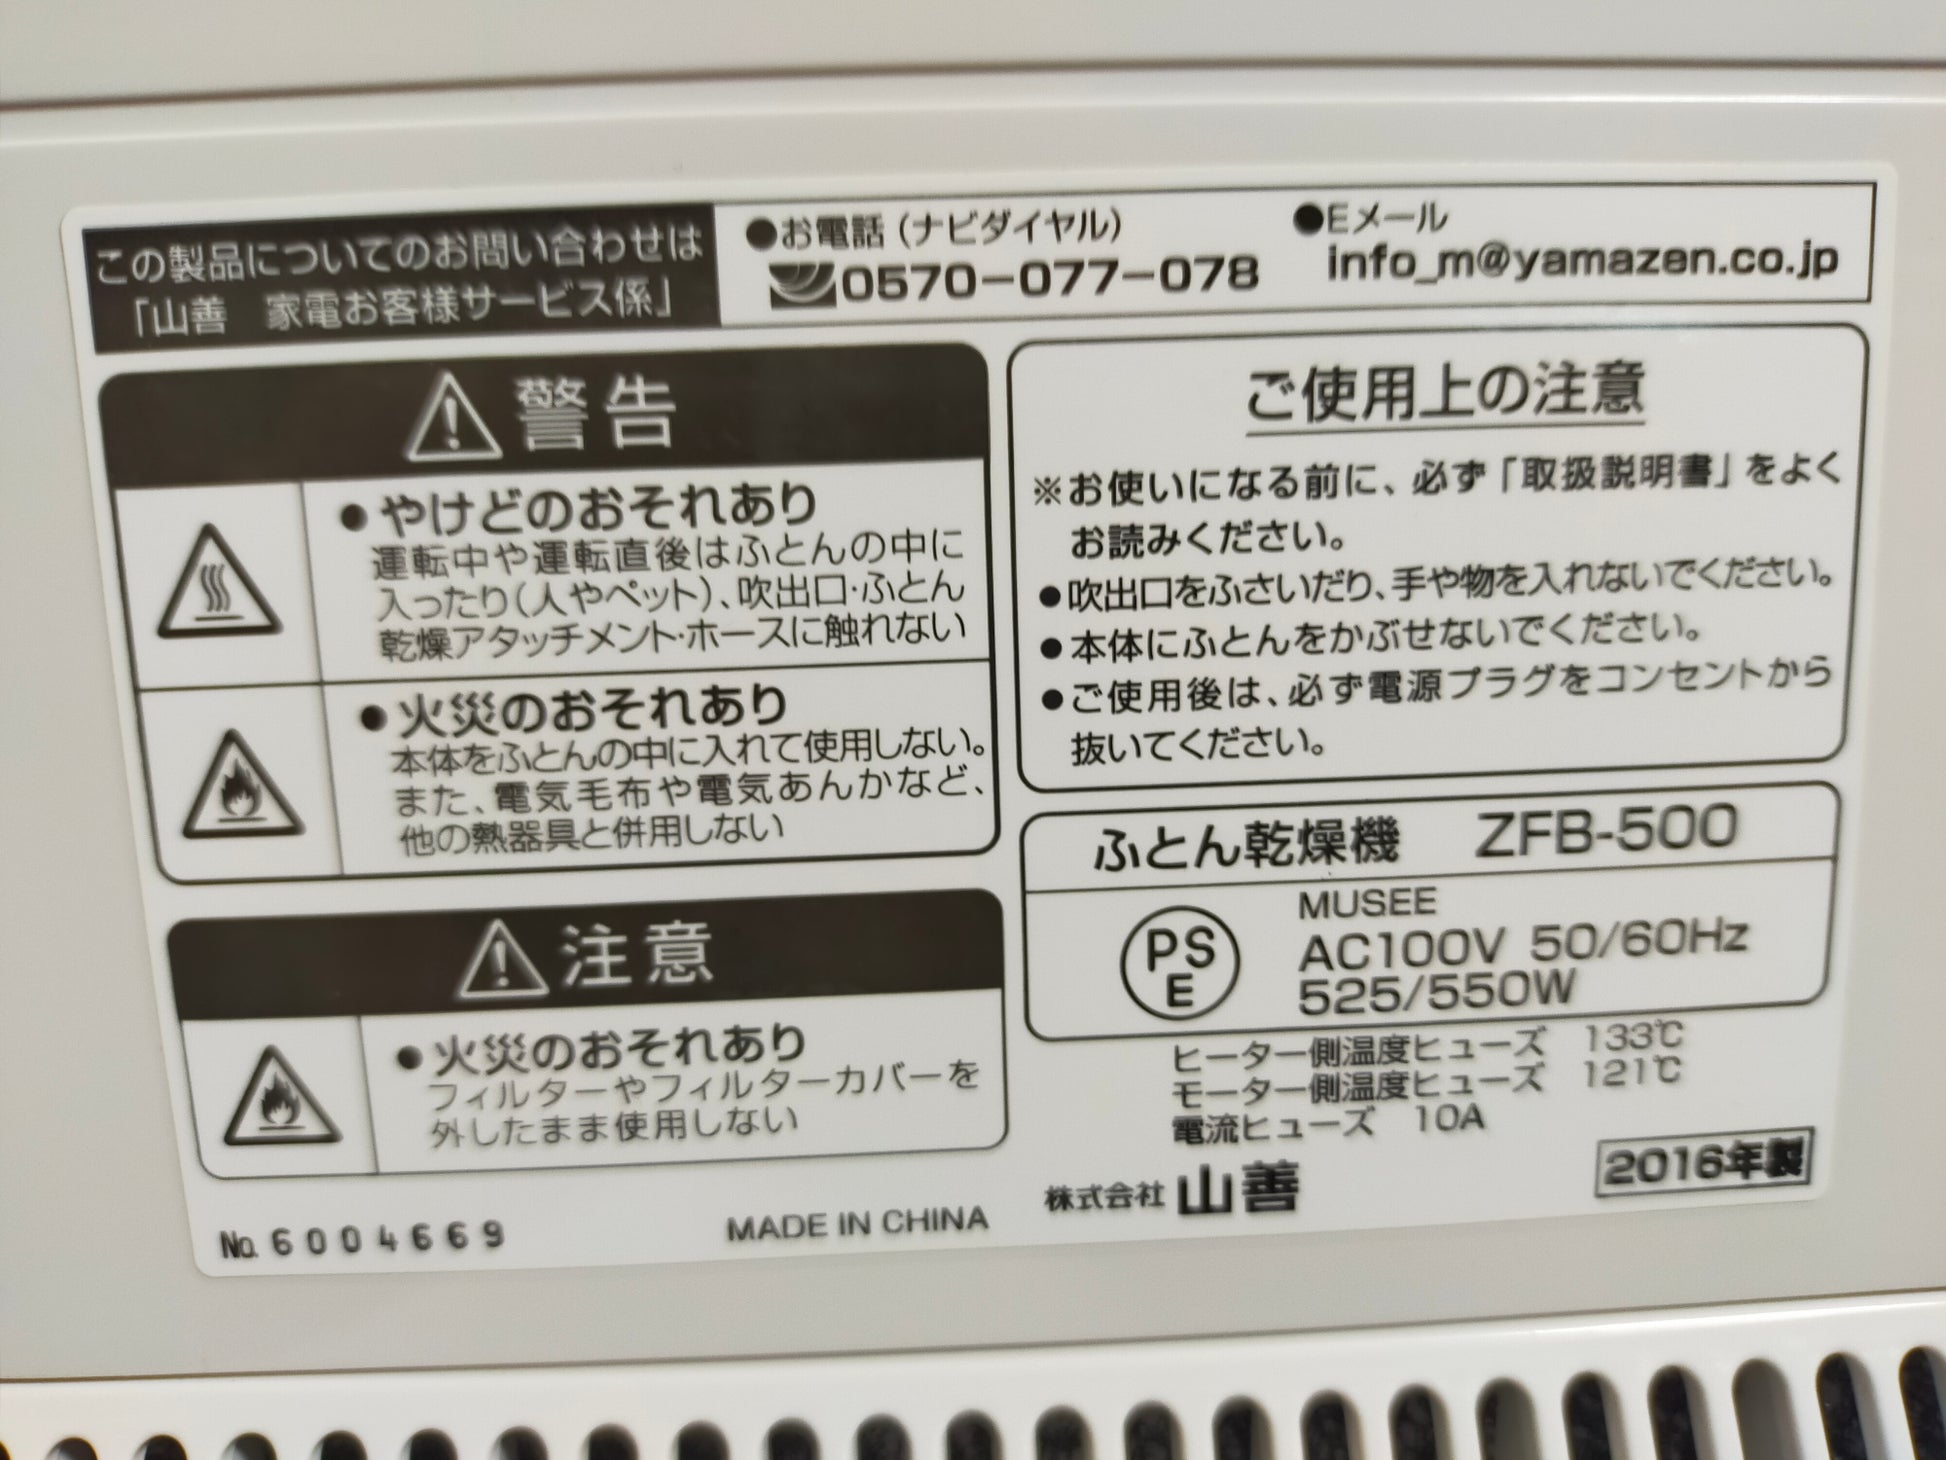 この製品についてのお問い合わせは
「山善 家電お客様サービス係」
●お電話(ナビダイヤル)
0570-077-078
●Eメール
info_m@yamazen.co.jp
警告
●やけどのおそれあり
運転中や運転直後はふとんの中に
入ったり(人やペット)、吹出口・ふとん
乾燥アタッチメント・ホースに触れない
●火災のおそれあり
本体をふとんの中に入れて使用しない。
また、電気毛布や電気あんかなど、
他の熱器具と併用しない
注意
●火災のおそれあり
フィルターやフィルターカバーを
外したまま使用しない
No. 6004669
MADE IN CHINA
ご使用上の注意
※お使いになる前に、必ず「取扱説明書」をよく
お読みください。
●吹出口をふさいだり、手や物を入れないでください。
●本体にふとんをかぶせないでください。
●ご使用後は、必ず電源プラグをコンセントから
抜いてください。
ふとん乾燥機 ZFB-500
PS
E
MUSEE
AC100V 50/60Hz
525/550W
ヒーター側温度ヒューズ 133℃
モーター側温度ヒューズ 121℃
電流ヒューズ 10A
株式会社 山善
2016年製